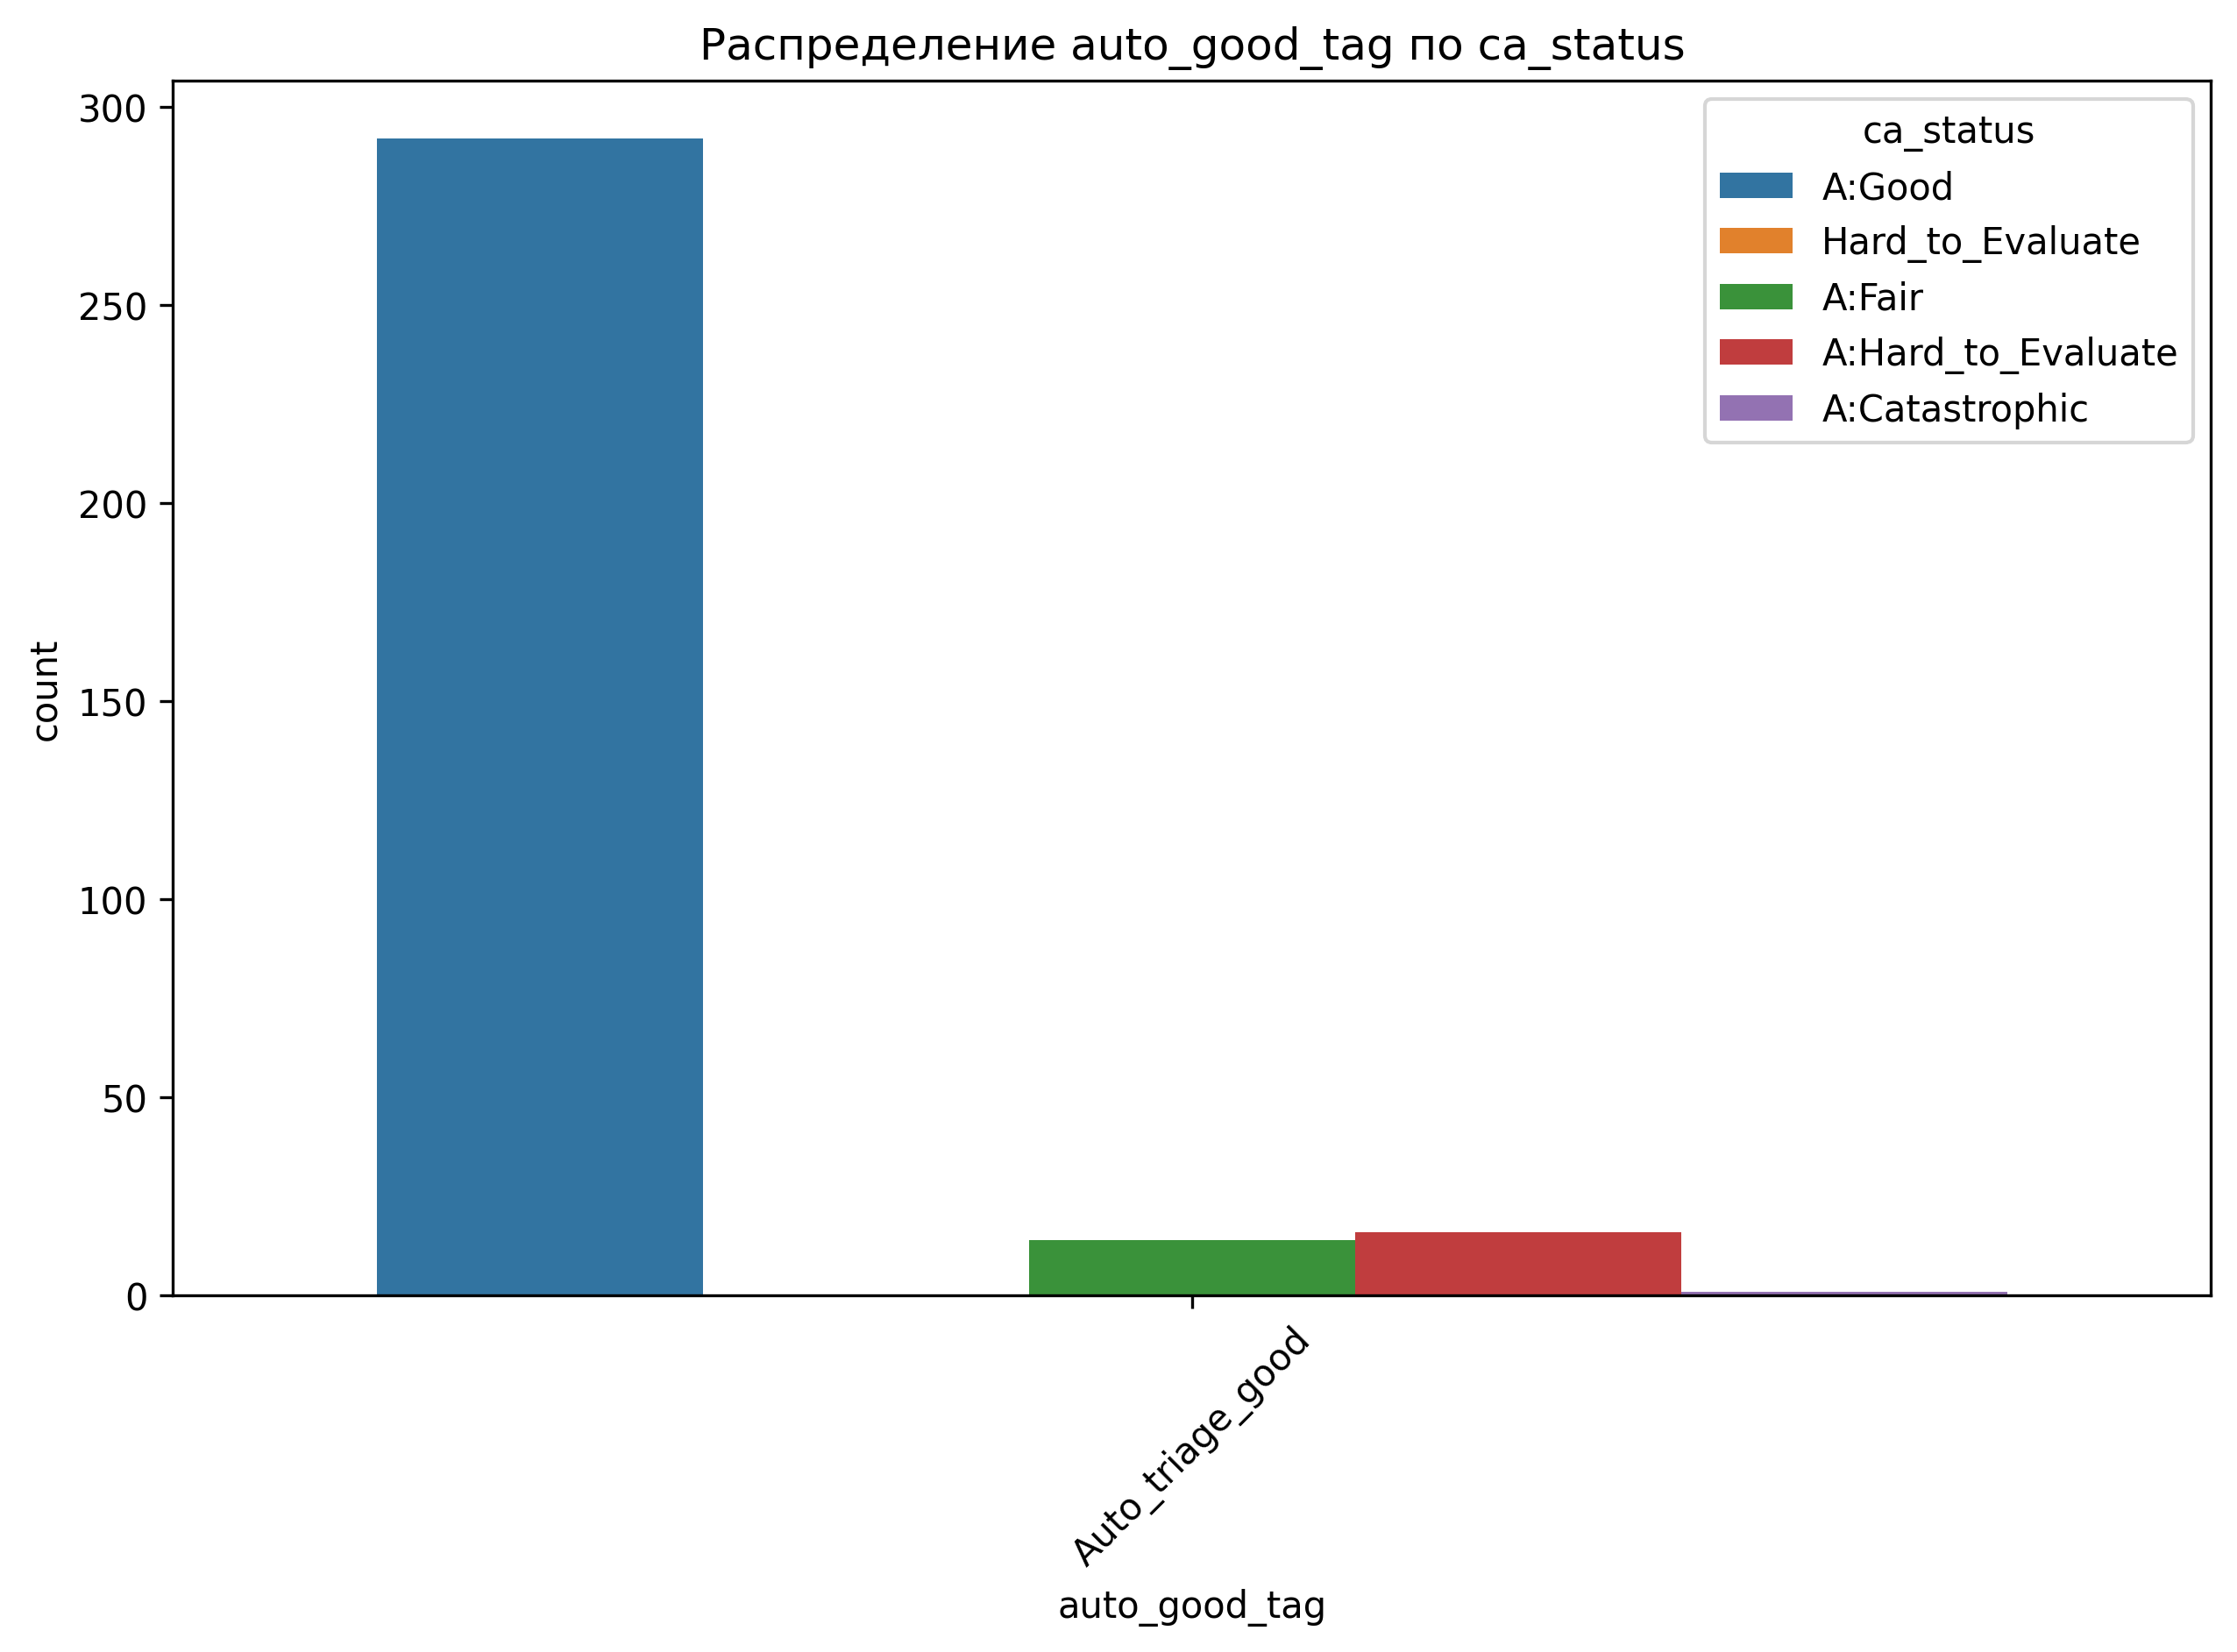 Распределение auto_good_tag по ca_status
300
250
200
150
100
50
0
count
ca_status
A:Good
Hard_to_Evaluate
A:Fair
A:Hard_to_Evaluate
A:Catastrophic
Auto_triage_good
auto_good_tag